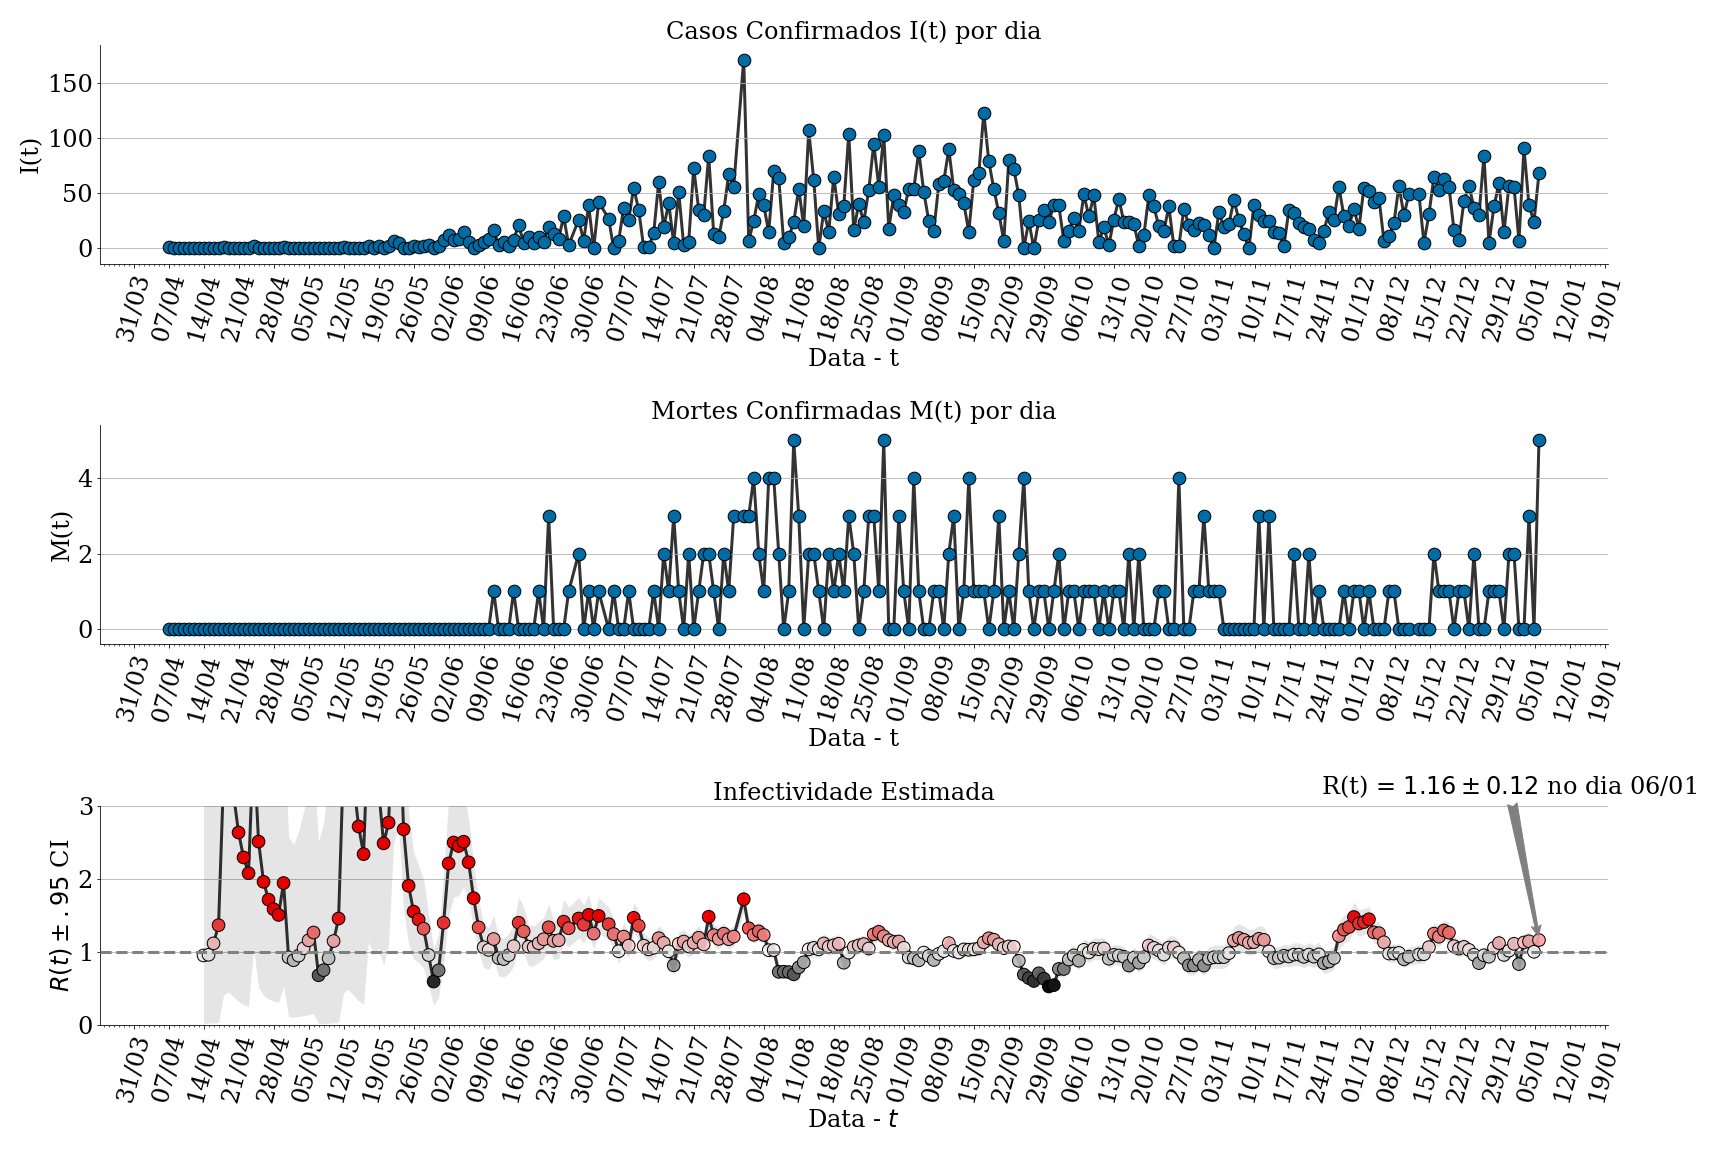 Casos Confirmados I(t) por dia
150
100
50
0
I(t)
31/03 07/04 14/04 21/04 28/04 05/05 12/05 19/05 26/05 02/06 09/06 16/06 23/06 30/06 07/07 14/07 21/07 28/07 04/08 11/08 18/08 25/08 01/09 08/09 15/09 22/09 29/09 06/10 13/10 20/10 27/10 03/11 10/11 17/11 24/11 01/12 08/12 15/12 22/12 29/12 05/01 12/01 19/01
Data - t
Mortes Confirmadas M(t) por dia
4
2
0
M(t)
31/03 07/04 14/04 21/04 28/04 05/05 12/05 19/05 26/05 02/06 09/06 16/06 23/06 30/06 07/07 14/07 21/07 28/07 04/08 11/08 18/08 25/08 01/09 08/09 15/09 22/09 29/09 06/10 13/10 20/10 27/10 03/11 10/11 17/11 24/11 01/12 08/12 15/12 22/12 29/12 05/01 12/01 19/01
Data - t
R(t) = 1.16 ± 0.12 no dia 06/01
Infectividade Estimada
3
2
1
0
R(t) ± .95 CI
31/03 07/04 14/04 21/04 28/04 05/05 12/05 19/05 26/05 02/06 09/06 16/06 23/06 30/06 07/07 14/07 21/07 28/07 04/08 11/08 18/08 25/08 01/09 08/09 15/09 22/09 29/09 06/10 13/10 20/10 27/10 03/11 10/11 17/11 24/11 01/12 08/12 15/12 22/12 29/12 05/01 12/01 19/01
Data - t